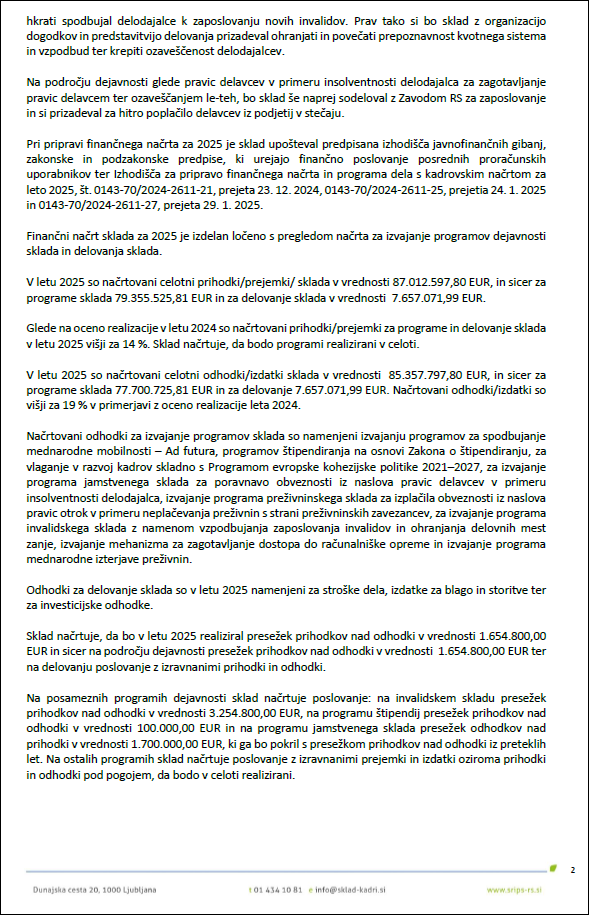 hkrati spodbujal delodajalce k zaposlovanju novih invalidov. Prav tako si bo sklad z organizacijo
dogodkov in predstavitvijo delovanja prizadeval ohranjati in povečati prepoznavnost kvotnega sistema
in vzpodbud ter krepiti ozaveščenost delodajalcev.
Na področju dejavnosti glede pravic delavcev v primeru insolventnosti delodajalca za zagotavljanje
pravic delavcem ter ozaveščanjem le-teh, bo sklad še naprej sodeloval z Zavodom RS za zaposlovanje
in si prizadeval za hitro poplačilo delavcev iz podjetij v stečaju.
Pri pripravi finančnega načrta za 2025 je sklad upošteval predpisana izhodišča javnofinančnih gibanj,
zakonske in podzakonske predpise, ki urejajo finančno poslovanje posrednih proračunskih
uporabnikov ter Izhodišča za pripravo finančnega načrta in programa dela s kadrovskim načrtom za
leto 2025, št. 0143-70/2024-2611-21, prejeta 23. 12. 2024, 0143-70/2024-2611-25, prejetia 24. 1. 2025
in 0143-70/2024-2611-27, prejeta 29. 1. 2025.
Finančni načrt sklada za 2025 je izdelan ločeno s pregledom načrta za izvajanje programov dejavnosti
sklada in delovanja sklada.
V letu 2025 so načrtovani celotni prihodki/prejemki/ sklada v vrednosti 87.012.597,80 EUR, in sicer za
programe sklada 79.355.525,81 EUR in za delovanje sklada v vrednosti 7.657.071,99 EUR.
Glede na oceno realizacije v letu 2024 so načrtovani prihodki/prejemki za programe in delovanje sklada
v letu 2025 višji za 14 %. Sklad načrtuje, da bodo programi realizirani v celoti.
V letu 2025 so načrtovani celotni odhodki/izdatki sklada v vrednosti 85.357.797,80 EUR, in sicer za
programe sklada 77.700.725,81 EUR in za delovanje 7.657.071,99 EUR. Načrtovani odhodki/izdatki so
višji za 19 % v primerjavi z oceno realizacije leta 2024.
Načrtovani odhodki za izvajanje programov sklada so namenjeni izvajanju programov za spodbujanje
mednarodne mobilnosti – Ad futura, programov štipendiranja na osnovi Zakona o štipendiranju, za
vlaganje v razvoj kadrov skladno s Programom evropske kohezijske politike 2021–2027, za izvajanje
programa jamstvenega sklada za poravnavo obveznosti iz naslova pravic delavcev v primeru
insolventnosti delodajalca, izvajanje programa preživninskega sklada za izplačila obveznosti iz naslova
pravic otrok v primeru neplačevanja preživnin s strani preživninskih zavezancev, za izvajanje programa
invalidskega sklada z namenom vzpodbujanja zaposlovanja invalidov in ohranjanja delovnih mest
zanje, izvajanje mehanizma za zagotavljanje dostopa do računalniške opreme in izvajanje programa
mednarodne izterjave preživnin.
Odhodki za delovanje sklada so v letu 2025 namenjeni za stroške dela, izdatke za blago in storitve ter
za investicijske odhodke.
Sklad načrtuje, da bo v letu 2025 realiziral presežek prihodkov nad odhodki v vrednosti 1.654.800,00
EUR in sicer na področju dejavnosti presežek prihodkov nad odhodki v vrednosti 1.654.800,00 EUR ter
na delovanju poslovanje z izravnanimi prihodki in odhodki.
Na posameznih programih dejavnosti sklad načrtuje poslovanje: na invalidskem skladu presežek
prihodkov nad odhodki v vrednosti 3.254.800,00 EUR, na programu štipendij presežek prihodkov nad
odhodki v vrednosti 100.000,00 EUR in na programu jamstvenega sklada presežek odhodkov nad
prihodki v vrednosti 1.700.000,00 EUR, ki ga bo pokril s presežkom prihodkov nad odhodki iz preteklih
let. Na ostalih programih sklad načrtuje poslovanje z izravnanimi prejemki in izdatki oziroma prihodki
in odhodki pod pogojem, da bodo v celoti realizirani.
2
Dunajska cesta 20, 1000 Ljubljana t 01 434 10 81 e info@sklad-kadri.si www.srips-rs.si